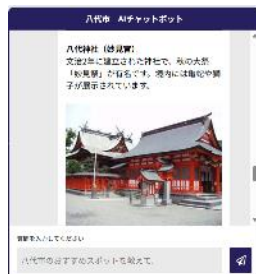 八代市　AIチャットボット
八代神社（妙見宮）
文治2年に建立された神社で、秋の大祭
「妙見祭」が有名です。境内には亀蛇や獅
子が展示されています。
質問を入力してください
八代市のおすすめスポットを教えて。